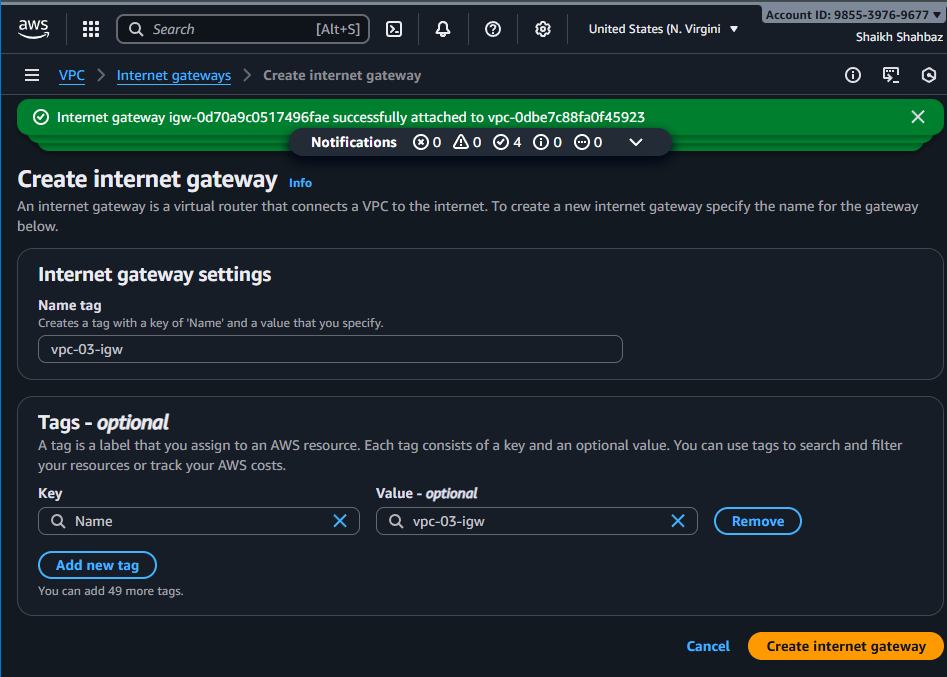 aws
Search [Alt+S]
United States (N. Virgini
Account ID: 9855-3976-9677
Shaikh Shahbaz
VPC
Internet gateways
Create internet gateway
Internet gateway igw-0d70a9c0517496fae successfully attached to vpc-0dbe7c88fa0f45923
Notifications 0 0 4 0 0
Create internet gateway Info
An internet gateway is a virtual router that connects a VPC to the internet. To create a new internet gateway specify the name for the gateway
below.
Internet gateway settings
Name tag
Creates a tag with a key of 'Name' and a value that you specify.
vpc-03-igw
Tags - optional
A tag is a label that you assign to an AWS resource. Each tag consists of a key and an optional value. You can use tags to search and filter
your resources or track your AWS costs.
Key Value - optional
Name vpc-03-igw Remove
Add new tag
You can add 49 more tags.
Cancel Create internet gateway